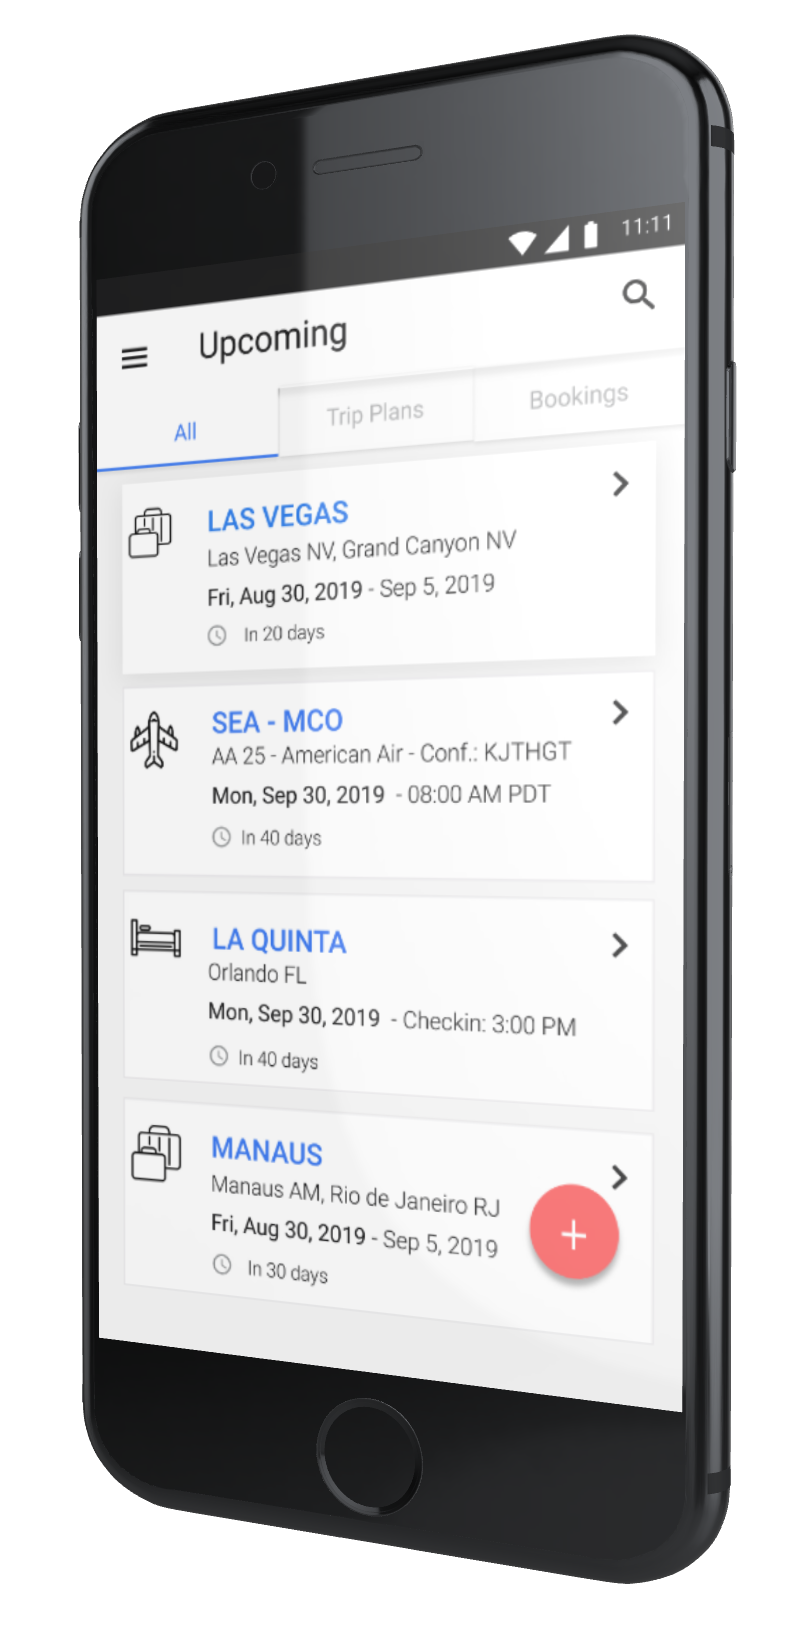 11:11
Upcoming
All
Trip Plans
Bookings
LAS VEGAS
Las Vegas NV, Grand Canyon NV
Fri, Aug 30, 2019 - Sep 5, 2019
In 20 days
SEA - MCO
AA 25 - American Air - Conf.: KJTHGT
Mon, Sep 30, 2019 - 08:00 AM PDT
In 40 days
LA QUINTA
Orlando FL
Mon, Sep 30, 2019 - Checkin: 3:00 PM
In 40 days
MANAUS
Manaus AM, Rio de Janeiro RJ
Fri, Aug 30, 2019 - Sep 5, 2019
In 30 days
+